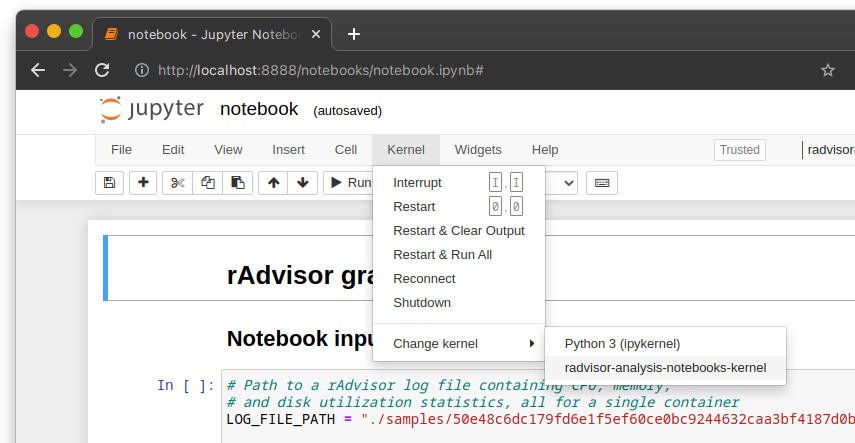 notebook - Jupyter Notebo
http://localhost:8888/notebooks/notebook.ipynb#
jupyter notebook (autosaved)
File Edit View Insert Cell Kernel Widgets Help Trusted radvisor-
Run
Interrupt I,I
Restart 0,0
Restart & Clear Output
Restart & Run All
Reconnect
Shutdown
Change kernel
Python 3 (ipykernel)
radvisor-analysis-notebooks-kernel
rAdvisor gra
Notebook inpu
In [ ]: # Path to a rAdvisor log file containing CPU, memory,
# and disk utilization statistics, all for a single container
LOG_FILE_PATH = "./samples/50e48c6dc179fd6e1f5ef60ce0bc9244632caa3bf4187d0b